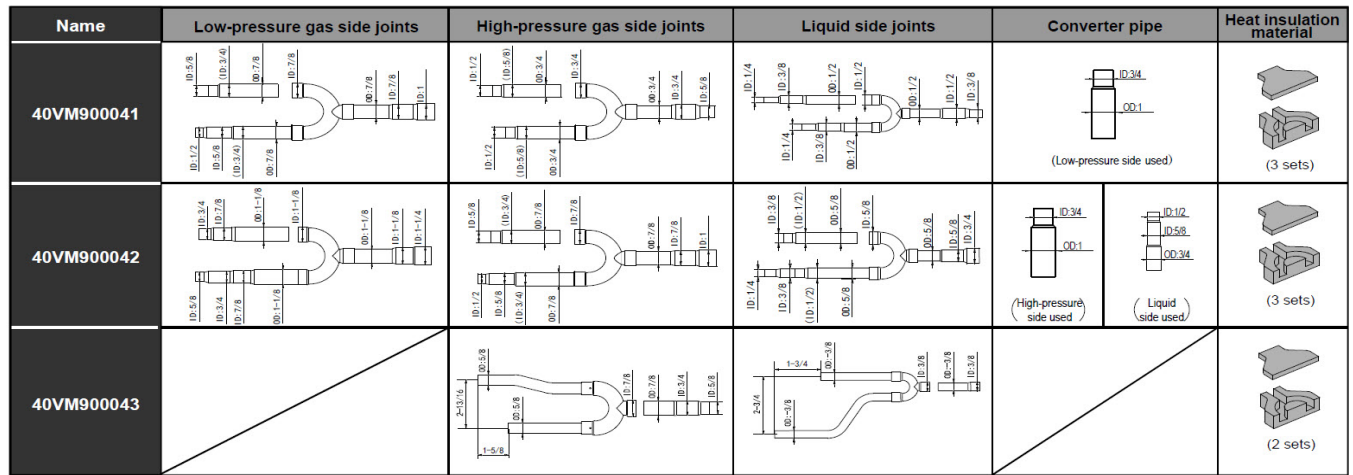 Name
Low-pressure gas side joints
High-pressure gas side joints
Liquid side joints
Converter pipe
Heat insulation
material
40VM900041
ID:5/8
(ID:3/4)
OD:7/8
ID:7/8
OD:7/8
ID:7/8
ID:1
ID:1/2
ID:5/8
(ID:3/4)
OD:7/8
ID:1/2
(ID:5/8)
OD:3/4
ID:3/4
OD:3/4
ID:3/4
ID:5/8
ID:1/2
(ID:5/8)
OD:3/4
ID:1/4
ID:3/8
OD:1/2
ID:1/2
OD:1/2
ID:1/2
ID:3/8
ID:1/4
ID:3/8
OD:1/2
ID:3/4
OD:1
(Low-pressure side used)
(3 sets)
40VM900042
ID:3/4
ID:7/8
OD:1-1/8
ID:1-1/8
OD:1-1/8
ID:1-1/8
ID:1-1/4
ID:5/8
ID:3/4
ID:7/8
OD:1-1/8
ID:5/8
(ID:3/4)
OD:7/8
ID:7/8
OD:7/8
ID:7/8
ID:1
ID:1/2
ID:5/8
(ID:3/4)
OD:7/8
ID:3/8
(ID:1/2)
OD:5/8
ID:5/8
OD:5/8
ID:5/8
ID:3/4
ID:1/4
ID:3/8
(ID:1/2)
OD:5/8
ID:3/4
OD:1
(High-pressure
side used)
ID:1/2
ID:5/8
OD:3/4
(Liquid
side used)
(3 sets)
40VM900043
OD:5/8
2-13/16
OD:5/8
1-5/8
ID:7/8
OD:7/8
ID:3/4
ID:5/8
1-3/4
OD:-3/8
2-3/4
OD:-3/8
ID:3/8
OD:-3/8
ID:3/8
(2 sets)